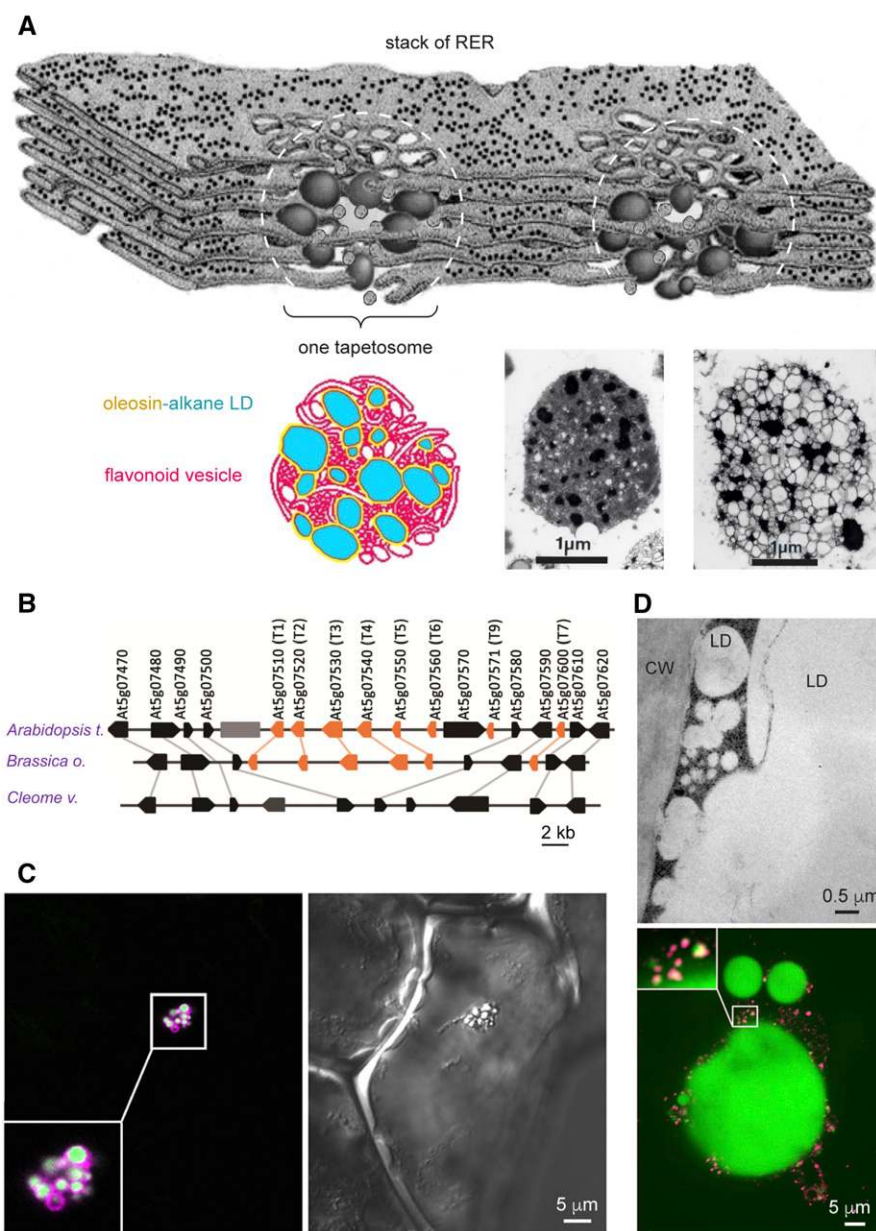 A
stack of RER
one tapetosome
oleosin-alkane LD
flavonoid vesicle
1μm
1μm
B
At5g07470
At5g07480
At5g07490
At5g07500
At5g07510 (T1)
At5g07520 (T2)
At5g07530 (T3)
At5g07540 (T4)
At5g07550 (T5)
At5g07560 (T6)
At5g07570
At5g07571 (T9)
At5g07580
At5g07590
At5g07600 (T7)
At5g07610
At5g07620
Arabidopsis t.
Brassica o.
Cleome v.
2 kb
C
5 μm
D
CW
LD
LD
0.5 μm
5 μm